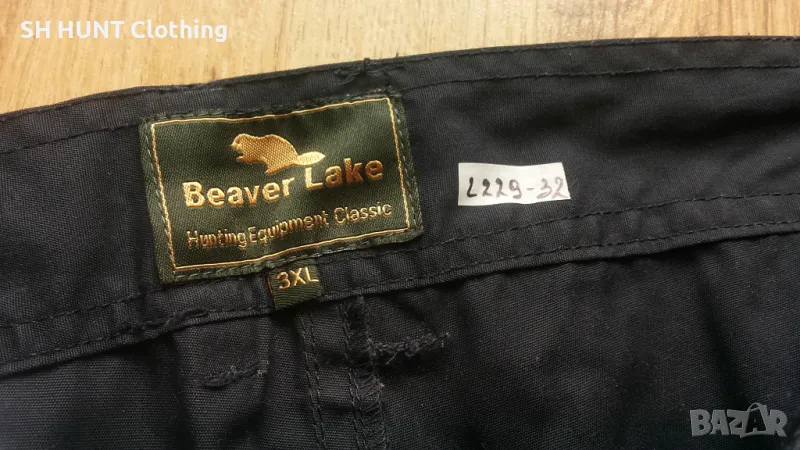 SH HUNT Clothing
Beaver Lake
Hunting Equipment Classic
3XL
L229-32
BAZAR